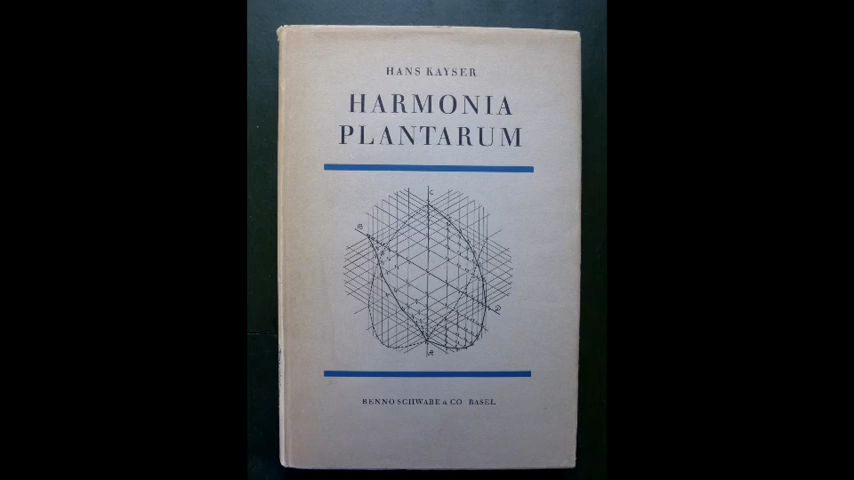 HANS KAYSER
HARMONIA
PLANTARUM
BENNO SCHWABE & CO BASEL